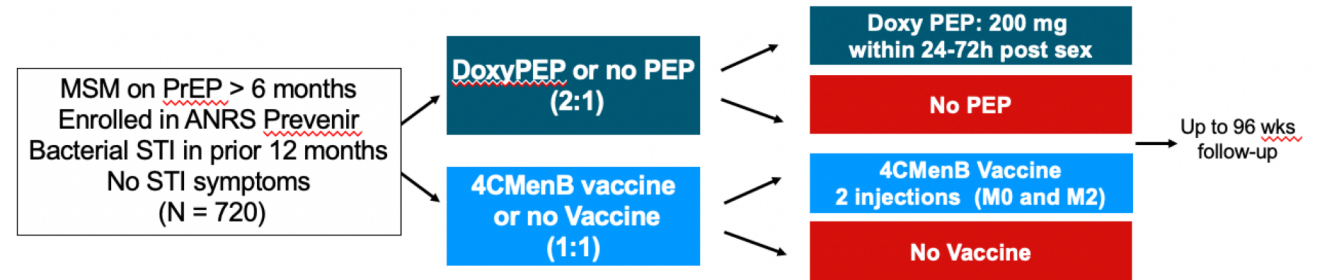 MSM on PrEP > 6 months
Enrolled in ANRS Prevenir
Bacterial STI in prior 12 months
No STI symptoms
(N = 720)
DoxyPEP or no PEP
(2:1)
4CMenB vaccine
or no Vaccine
(1:1)
Doxy PEP: 200 mg
within 24-72h post sex
No PEP
4CMenB Vaccine
2 injections (M0 and M2)
No Vaccine
Up to 96 wks
follow-up